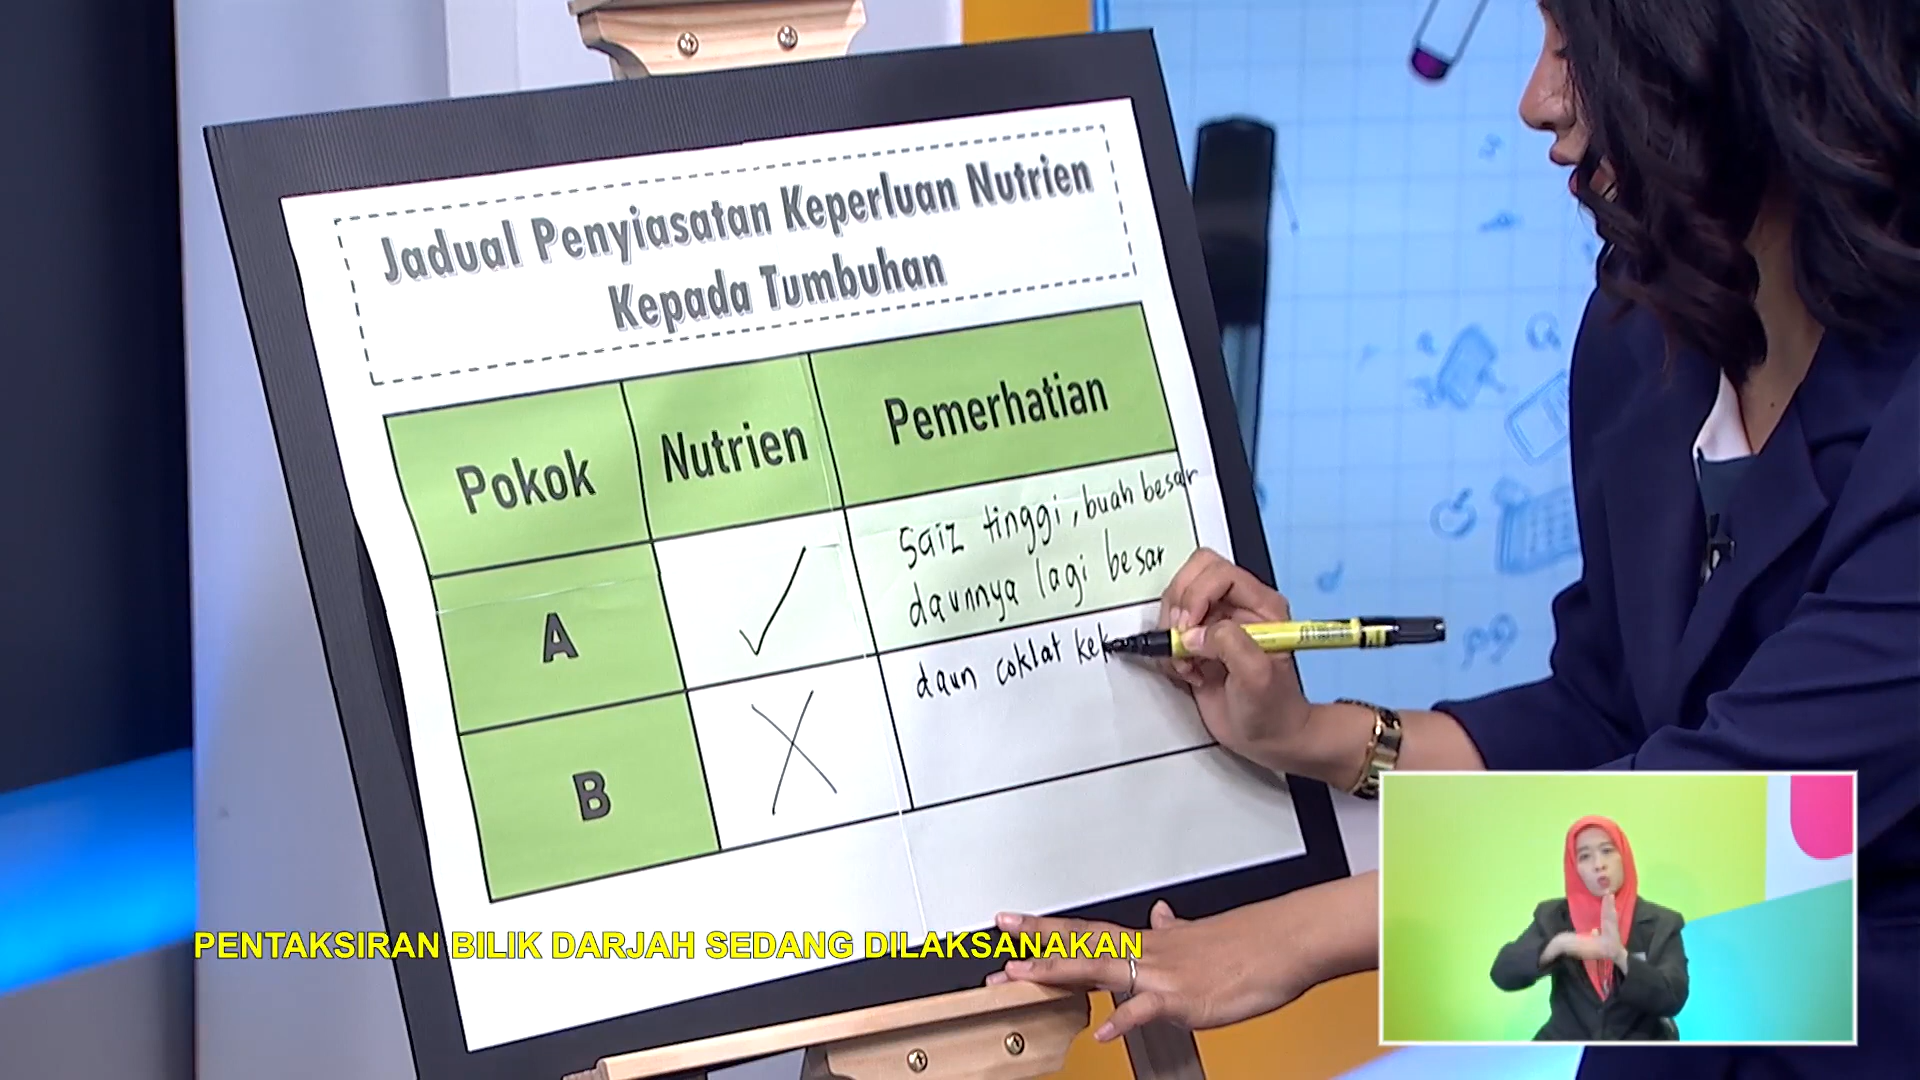 Jadual Penyiasatan Keperluan Nutrien
Kepada Tumbuhan
Pokok
Nutrien
Pemerhatian
A
saiz tinggi, buah besar
daunnya lagi besar
B
daun coklat kek
PENTAKSIRAN BILIK DARJAH SEDANG DILAKSANAKAN